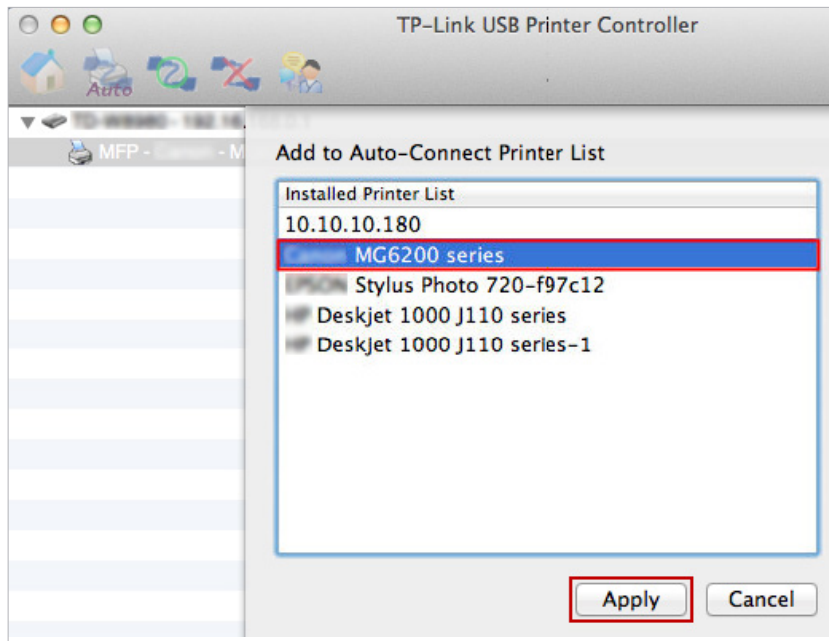 TP-Link USB Printer Controller
Auto
MFP - - M
Add to Auto-Connect Printer List
Installed Printer List
10.10.10.180
MG6200 series
Stylus Photo 720-f97c12
Deskjet 1000 J110 series
Deskjet 1000 J110 series-1
Apply
Cancel